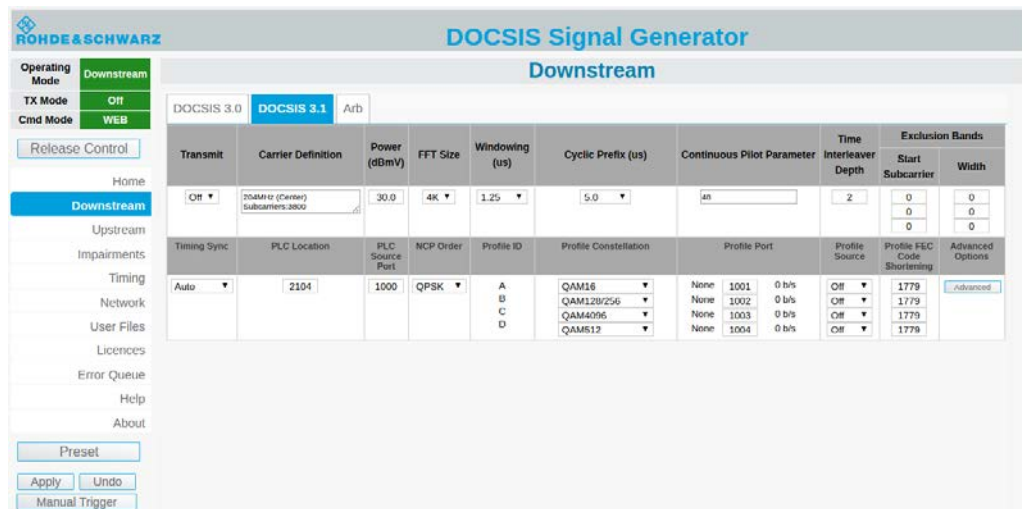 ROHDE&SCHWARZ
DOCSIS Signal Generator
Operating Mode Downstream
TX Mode Off
Cmd Mode WEB
Release Control
Home
Downstream
Upstream
Impairments
Timing
Network
User Files
Licences
Error Queue
Help
About
Preset
Apply Undo
Manual Trigger
Downstream
DOCSIS 3.0 DOCSIS 3.1 Arb
Transmit Carrier Definition Power (dBmV) FFT Size Windowing (us) Cyclic Prefix (us) Continuous Pilot Parameter Time Interleaver Depth Exclusion Bands
Start Subcarrier Width
Off 204MHz (Center) 30.0 4K 1.25 5.0 48 2 0 0
Subcarriers:3800 0 0
0 0
Timing Sync PLC Location PLC Source Port NCP Order Profile ID Profile Constellation Profile Port Profile Source Profile FEC Code Shortening Advanced Options
Auto 2104 1000 QPSK A QAM16 None 1001 0 b/s Off 1779 Advanced
B QAM128/256 None 1002 0 b/s Off 1779
C QAM4096 None 1003 0 b/s Off 1779
D QAM512 None 1004 0 b/s Off 1779